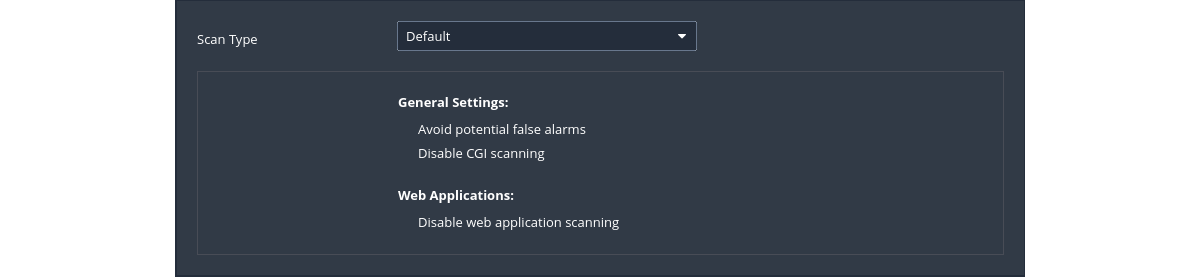 Scan Type
Default
General Settings:
Avoid potential false alarms
Disable CGI scanning
Web Applications:
Disable web application scanning